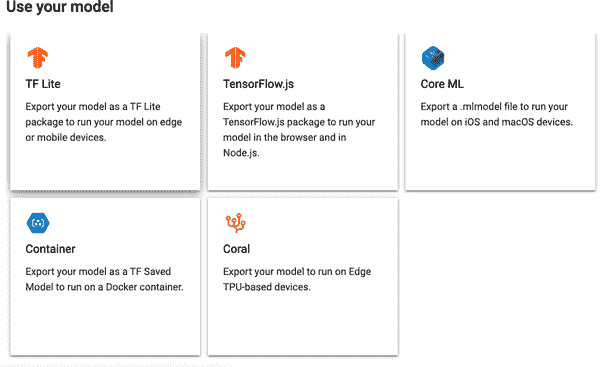 Use your model
TF Lite
Export your model as a TF Lite
package to run your model on edge
or mobile devices.
TensorFlow.js
Export your model as a
TensorFlow.js package to run your
model in the browser and in
Node.js.
Core ML
Export a .mlmodel file to run your
model on iOS and macOS devices.
Container
Export your model as a TF Saved
Model to run on a Docker container.
Coral
Export your model to run on Edge
TPU-based devices.